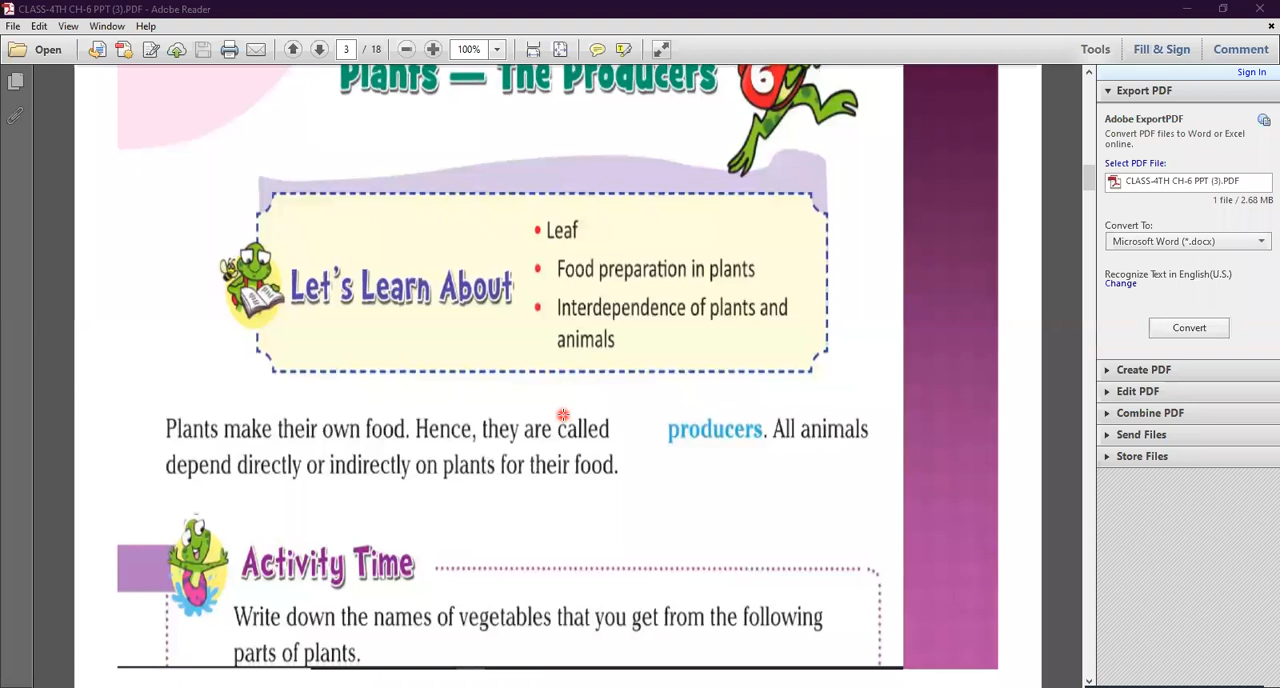 CLASS-4TH CH-6 PPT (3).PDF - Adobe Reader
File Edit View Window Help
Open 3 / 18 100% Tools Fill & Sign Comment
Sign In
Export PDF
Adobe ExportPDF
Convert PDF files to Word or Excel
online.
Select PDF File:
CLASS-4TH CH-6 PPT (3).PDF
1 file / 2.68 MB
Convert To:
Microsoft Word (*.docx)
Recognize Text in English(U.S.)
Change
Convert
Create PDF
Edit PDF
Combine PDF
Send Files
Store Files
Plants — The Producers
6
Let's Learn About
• Leaf
• Food preparation in plants
• Interdependence of plants and
animals
Plants make their own food. Hence, they are called producers. All animals
depend directly or indirectly on plants for their food.
Activity Time
Write down the names of vegetables that you get from the following
parts of plants.